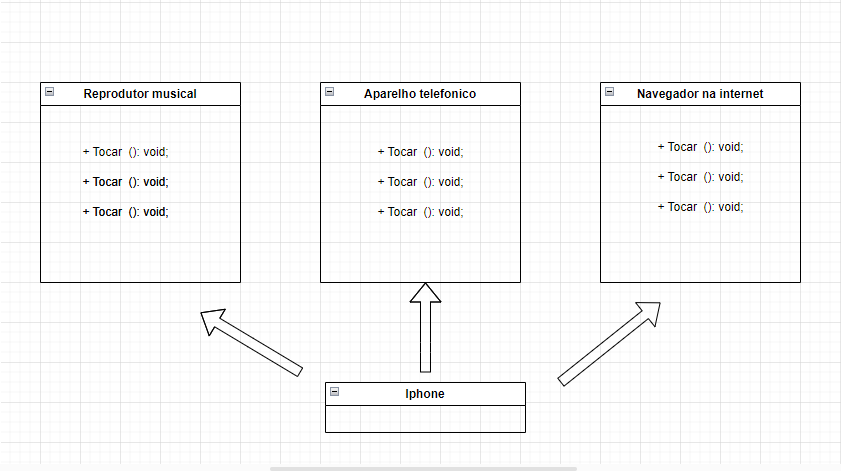 Reprodutor musical
+ Tocar (): void;
+ Tocar (): void;
+ Tocar (): void;
Aparelho telefonico
+ Tocar (): void;
+ Tocar (): void;
+ Tocar (): void;
Navegador na internet
+ Tocar (): void;
+ Tocar (): void;
+ Tocar (): void;
Iphone